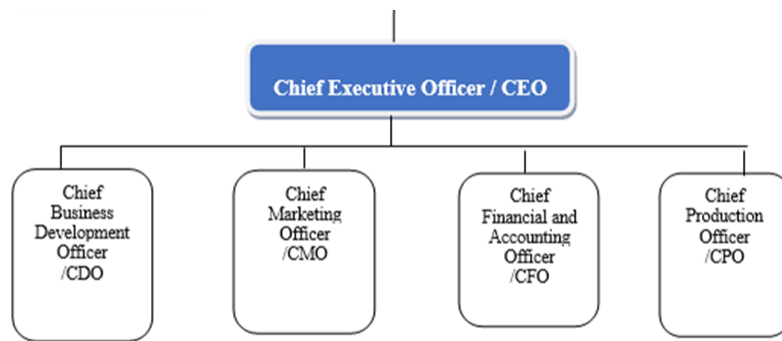 Chief Executive Officer / CEO
Chief
Business
Development
Officer
/CDO
Chief
Marketing
Officer
/CMO
Chief
Financial and
Accounting
Officer
/CFO
Chief
Production
Officer
/CPO